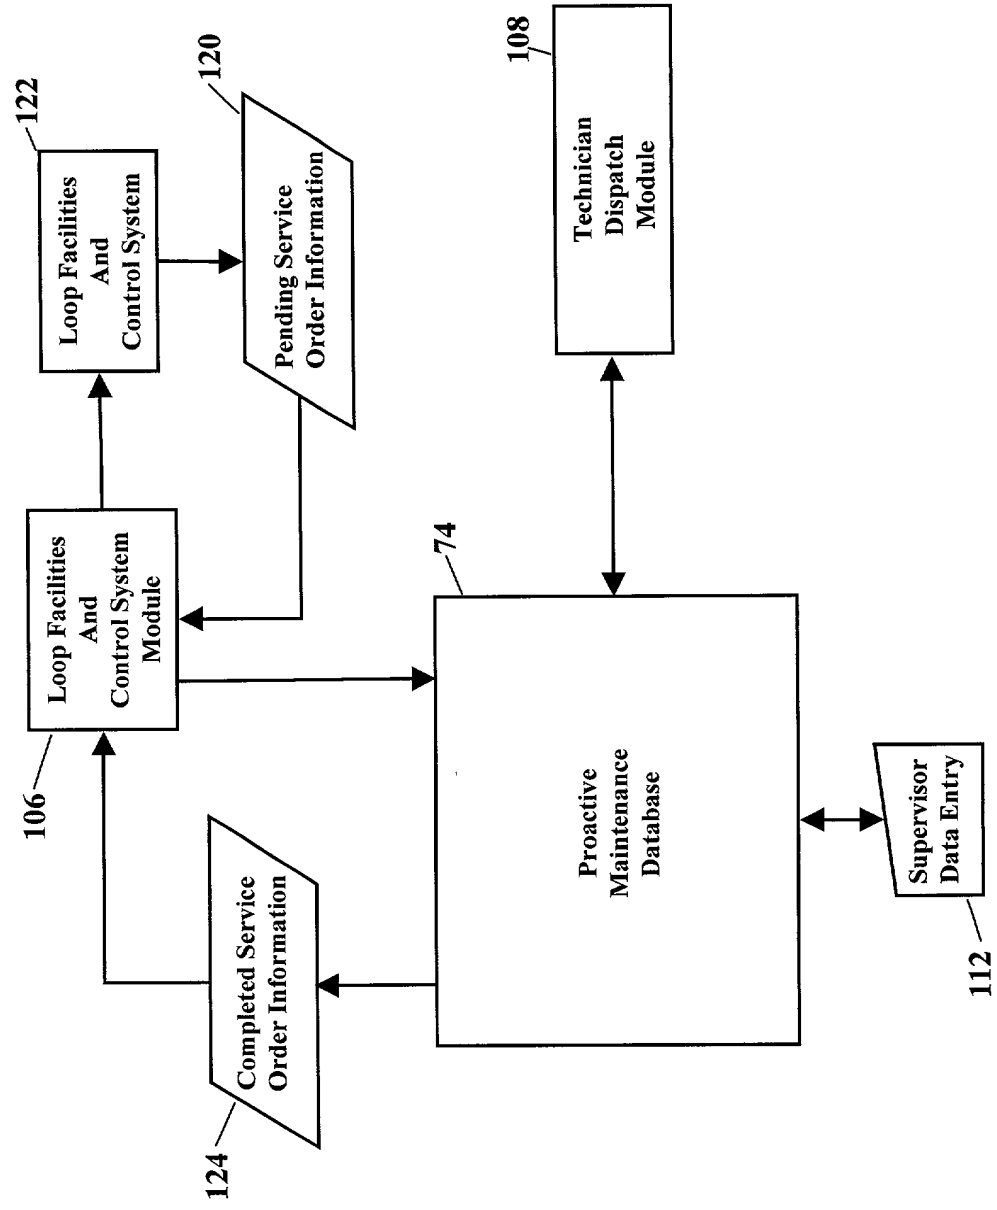 124
Completed Service
Order Information
106
Loop Facilities
And
Control System
Module
122
Loop Facilities
And
Control System
120
Pending Service
Order Information
74
Proactive
Maintenance
Database
108
Technician
Dispatch
Module
112
Supervisor
Data Entry